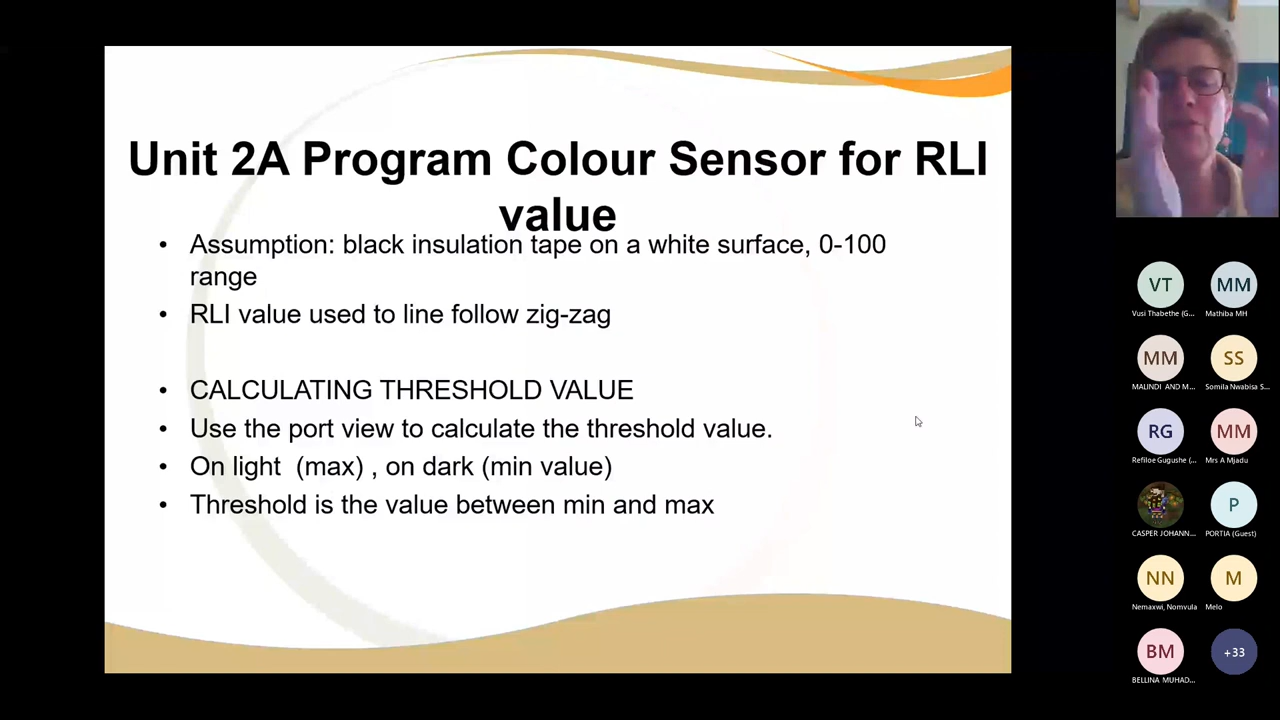 Unit 2A Program Colour Sensor for RLI
value
• Assumption: black insulation tape on a white surface, 0-100
range
• RLI value used to line follow zig-zag
• CALCULATING THRESHOLD VALUE
• Use the port view to calculate the threshold value.
• On light (max) , on dark (min value)
• Threshold is the value between min and max
VT MM
Vusi Thabethe (G... Mathiba MH
MM SS
MALINDI AND M... Somila Nwabisa S...
RG MM
Refiloe Gugushe (... Mrs A Mjadu
P
CASPER JOHANN... PORTIA (Guest)
NN M
Nemaxwi, Nomvula Melo
BM +33
BELLINA MUHAD...